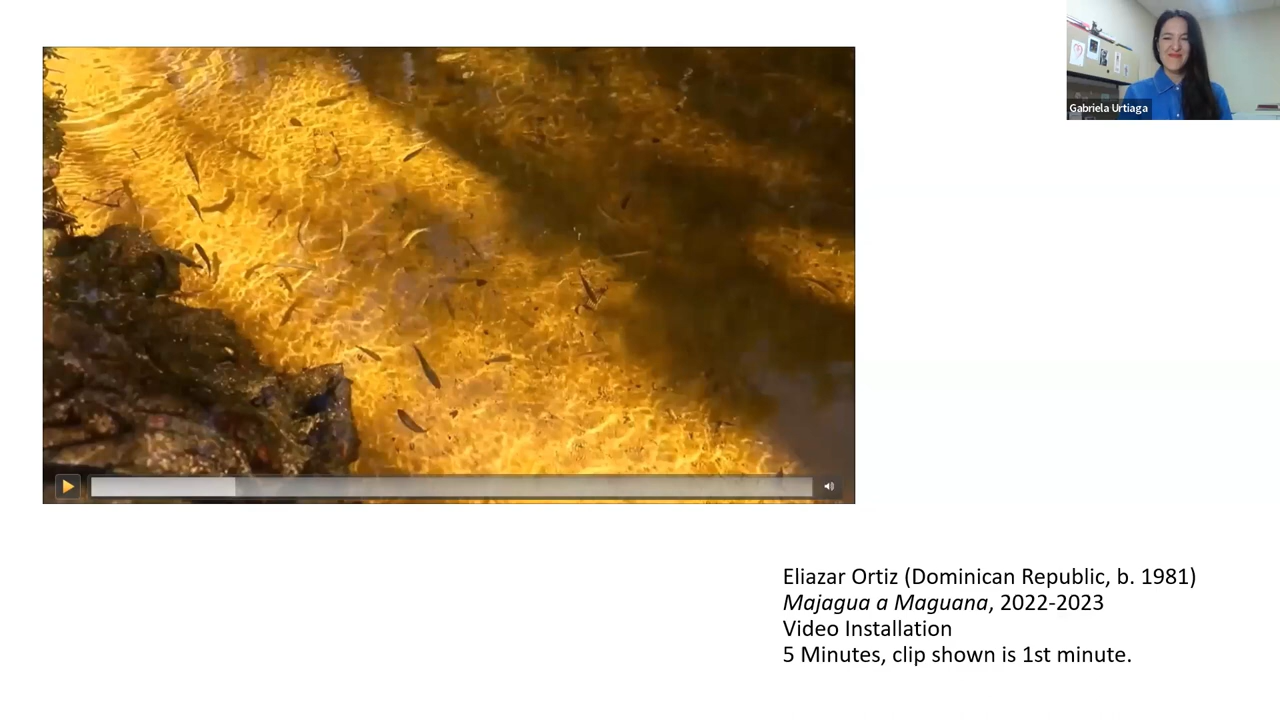 Gabriela Urtiaga
Eliazar Ortiz (Dominican Republic, b. 1981)
Majagua a Maguana, 2022-2023
Video Installation
5 Minutes, clip shown is 1st minute.